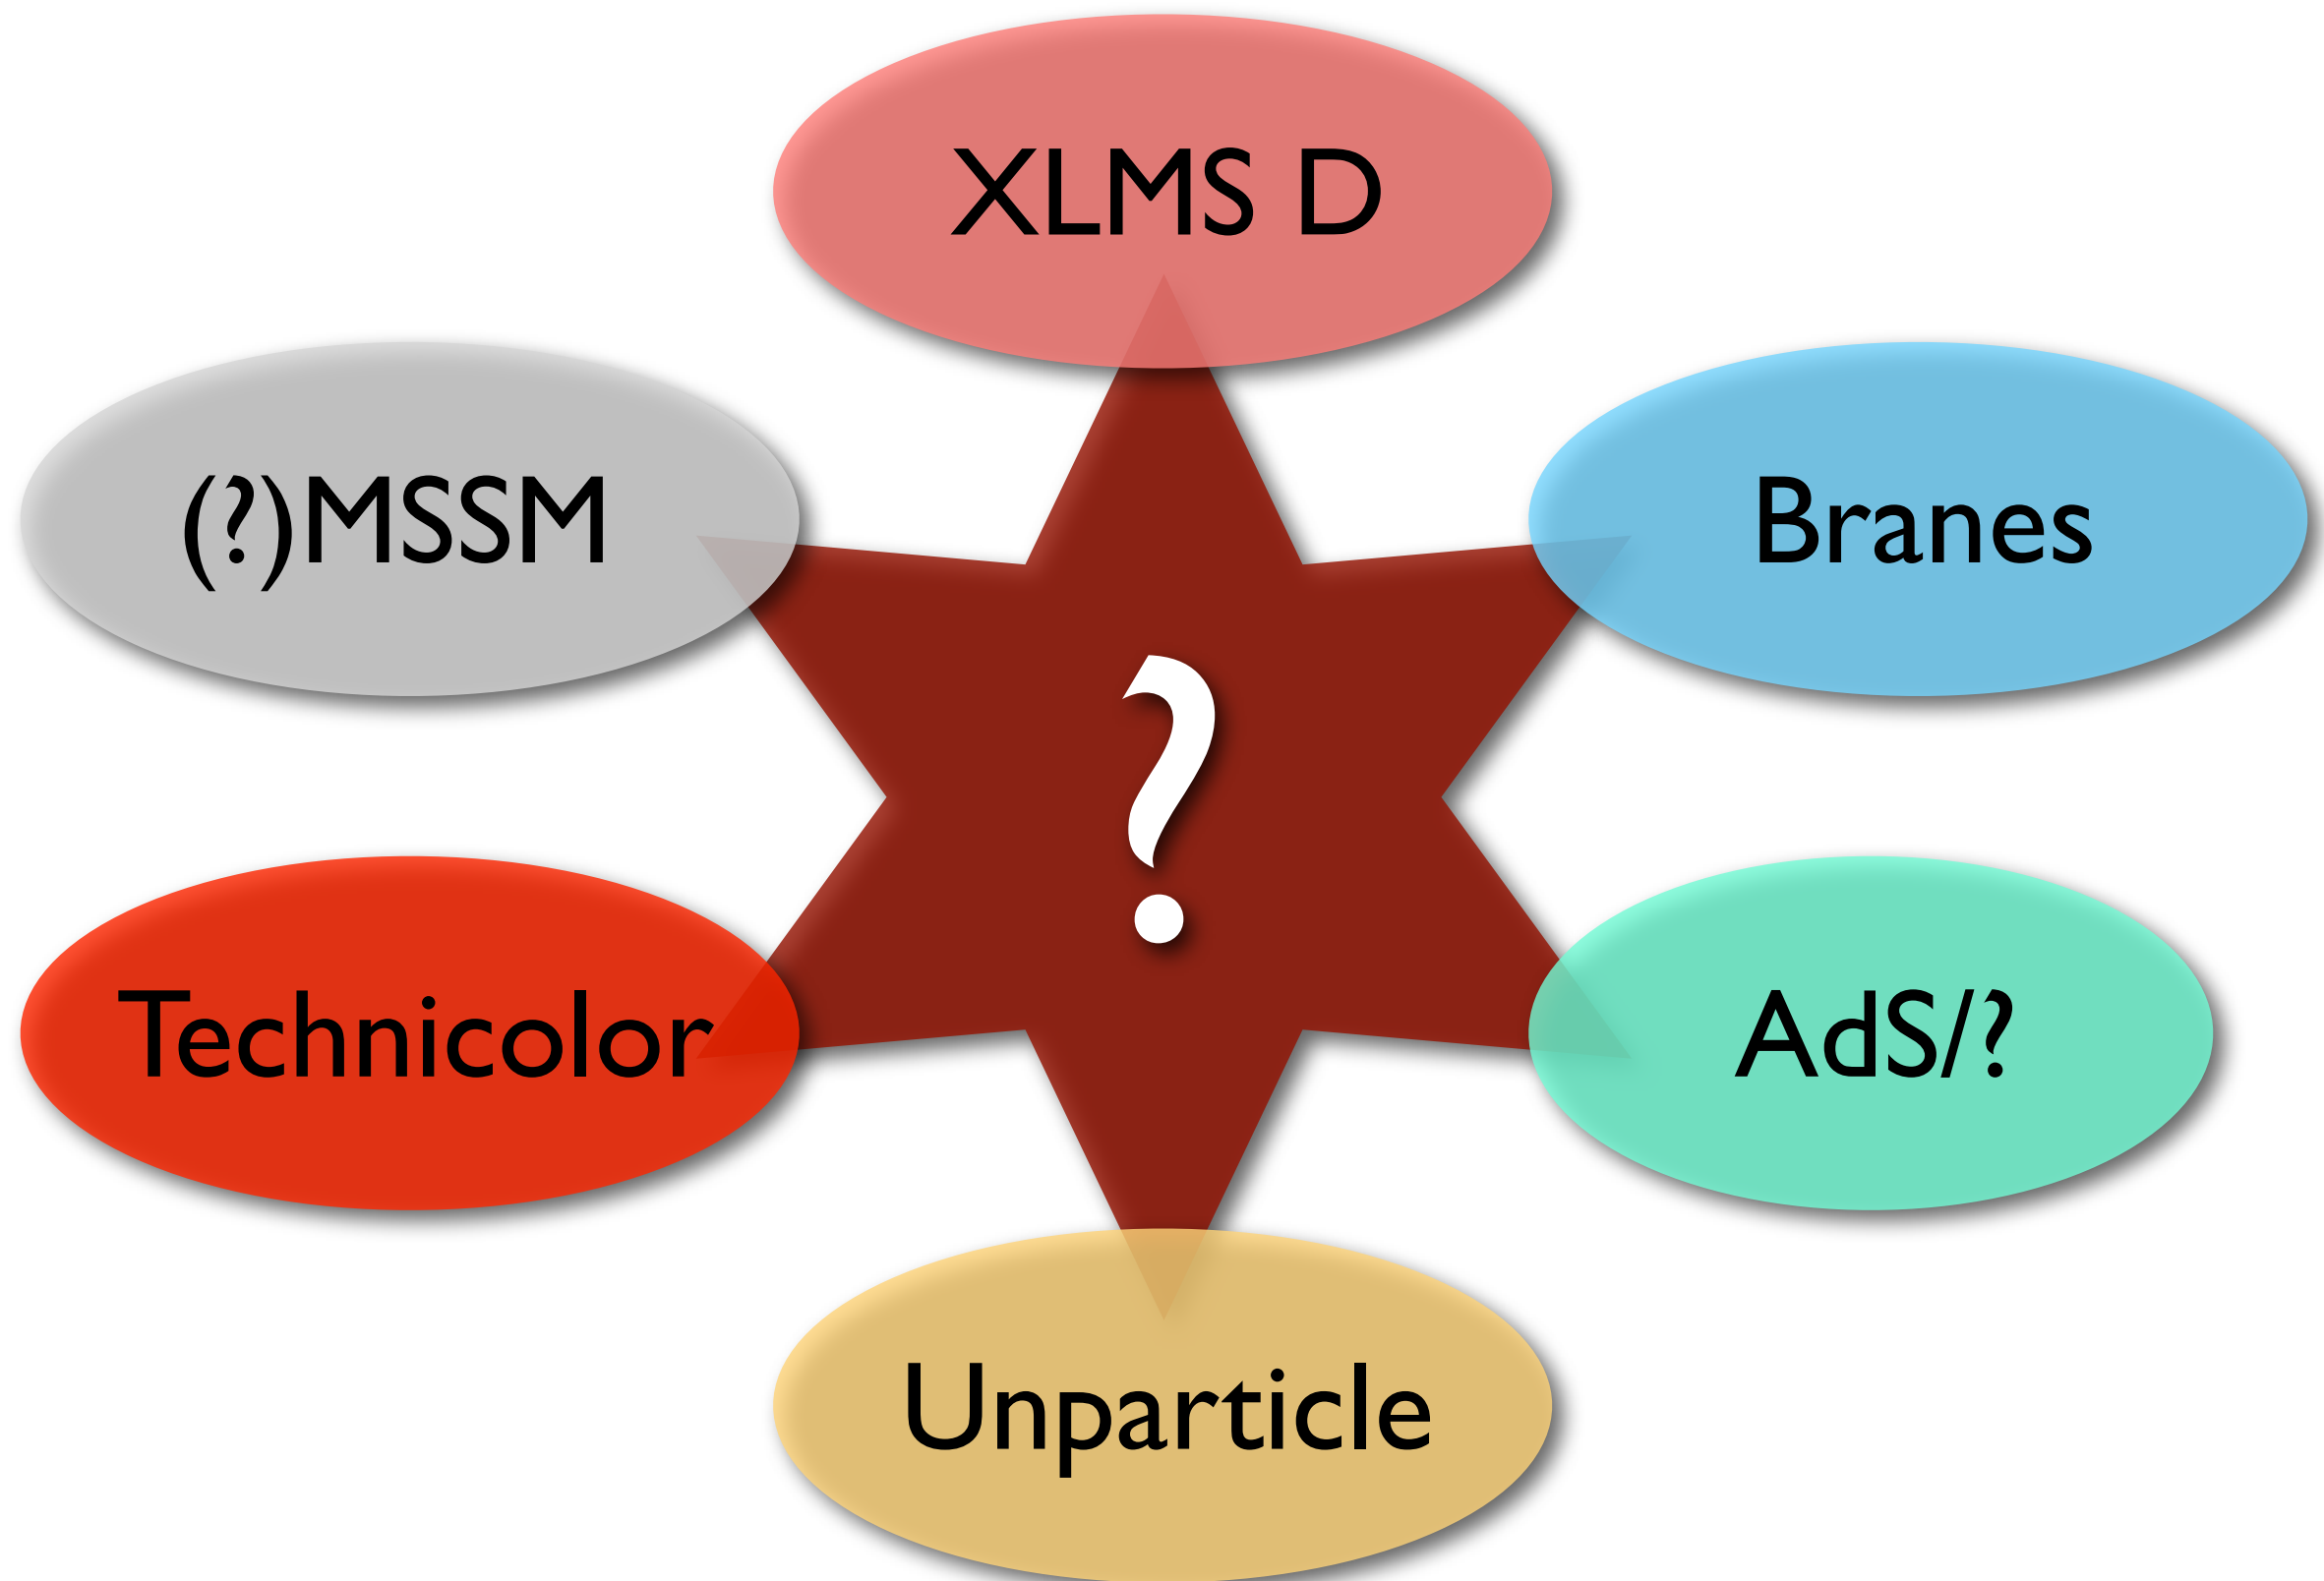 XLMS D
(?)MSSM
Branes
?
Technicolor
AdS/?
Unparticle